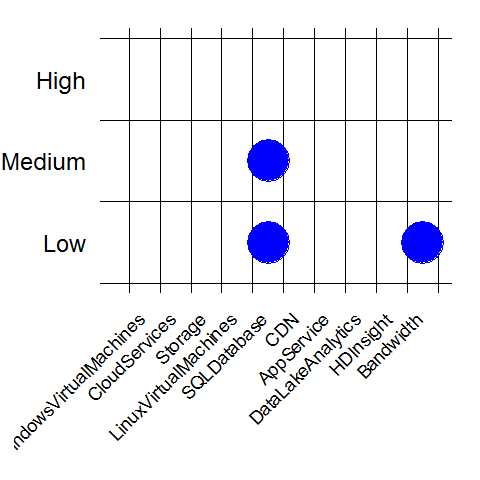 High
Medium
Low
ndowsVirtualMachines
CloudServices
Storage
LinuxVirtualMachines
SQLDatabase
CDN
AppService
DataLakeAnalytics
HDInsight
Bandwidth